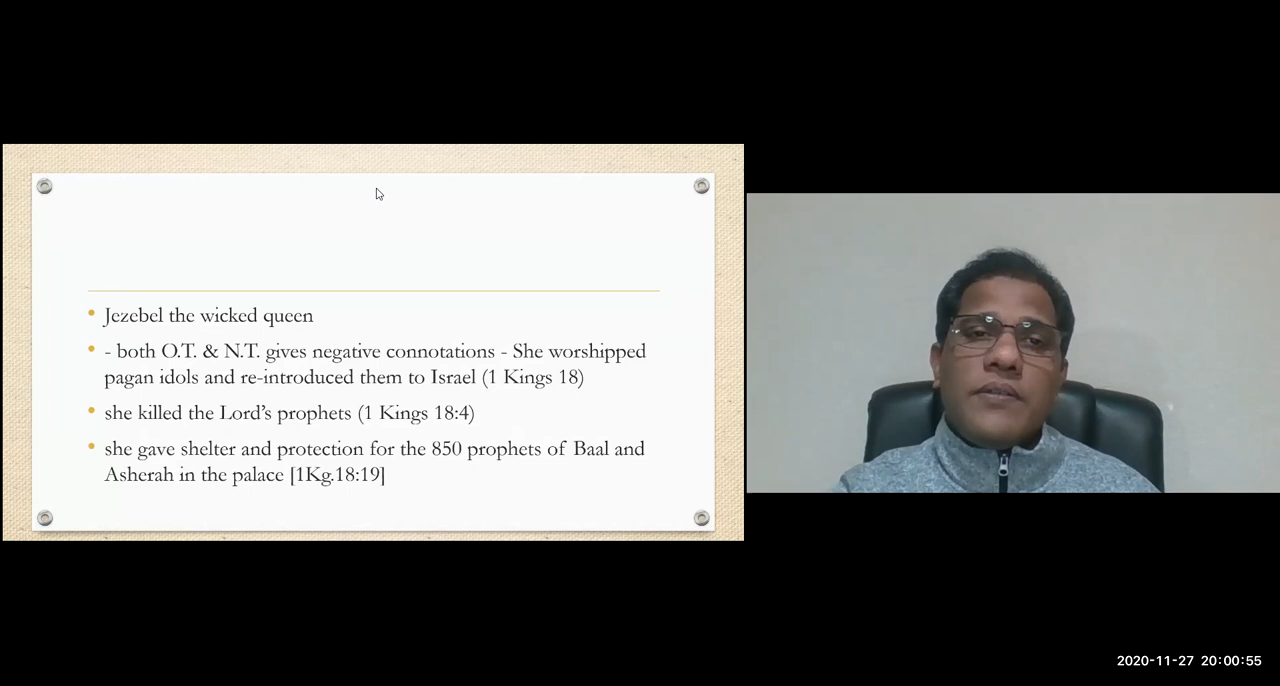 Jezebel the wicked queen
- both O.T. & N.T. gives negative connotations - She worshipped
pagan idols and re-introduced them to Israel (1 Kings 18)
she killed the Lord's prophets (1 Kings 18:4)
she gave shelter and protection for the 850 prophets of Baal and
Asherah in the palace [1Kg.18:19]
2020-11-27 20:00:55